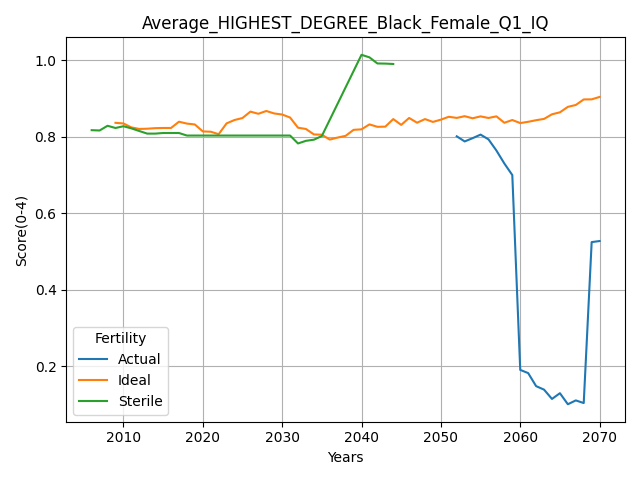 Average_HIGHEST_DEGREE_Black_Female_Q1_IQ
Score(0-4)
1.0
0.8
0.6
0.4
0.2
Fertility
Actual
Ideal
Sterile
2010 2020 2030 2040 2050 2060 2070
Years